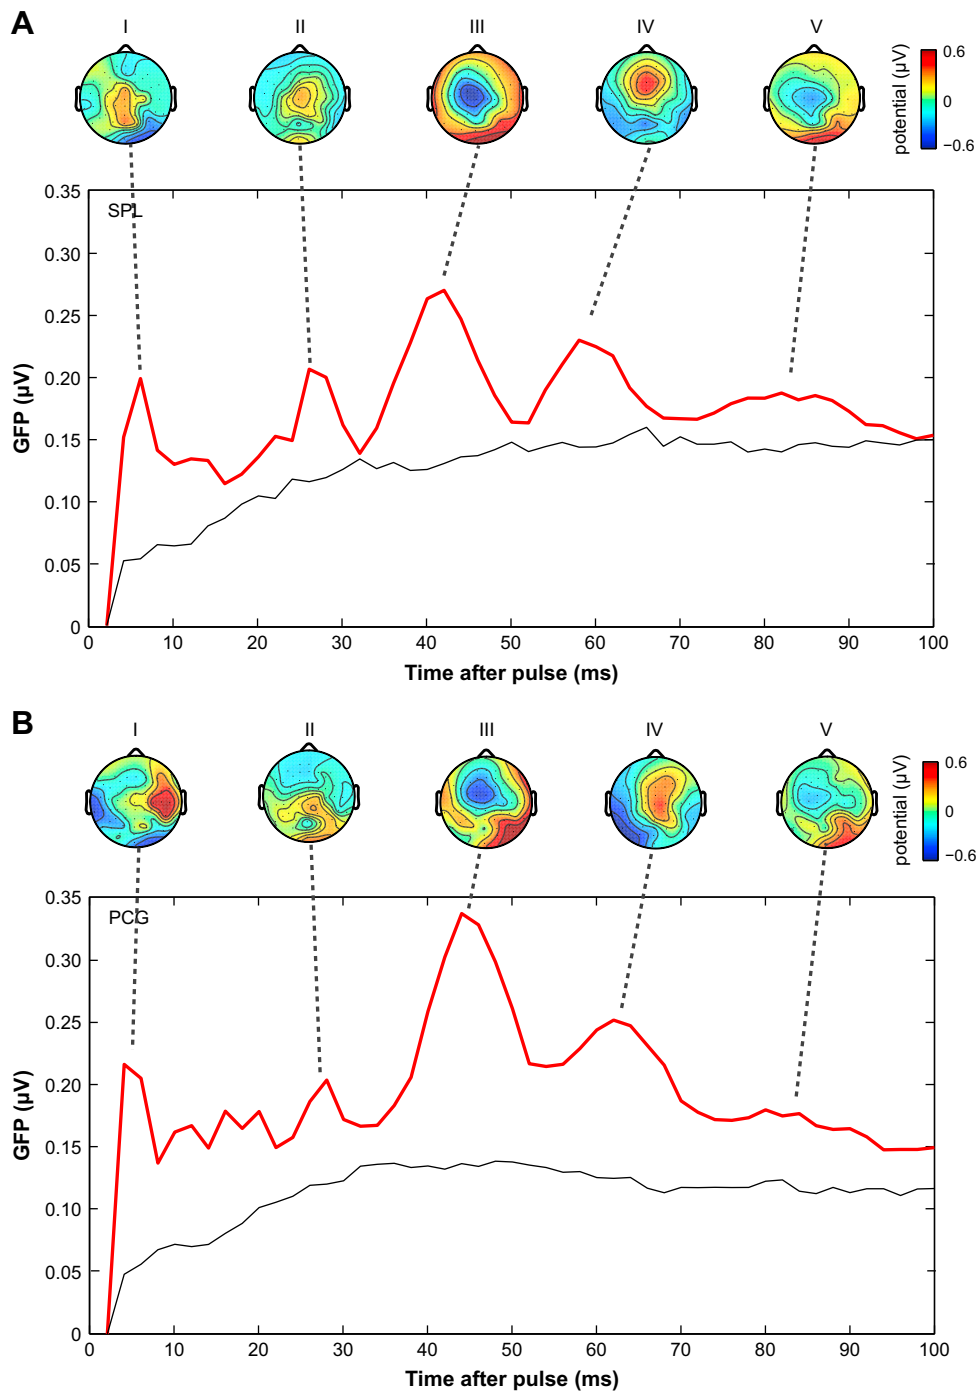 A
I II III IV V
potential (µV)
0.6
0
−0.6
SPL
GFP (µV)
0.35
0.30
0.25
0.20
0.15
0.10
0.05
0
0 10 20 30 40 50 60 70 80 90 100
Time after pulse (ms)
B
I II III IV V
potential (µV)
0.6
0
−0.6
PCG
GFP (µV)
0.35
0.30
0.25
0.20
0.15
0.10
0.05
0
0 10 20 30 40 50 60 70 80 90 100
Time after pulse (ms)